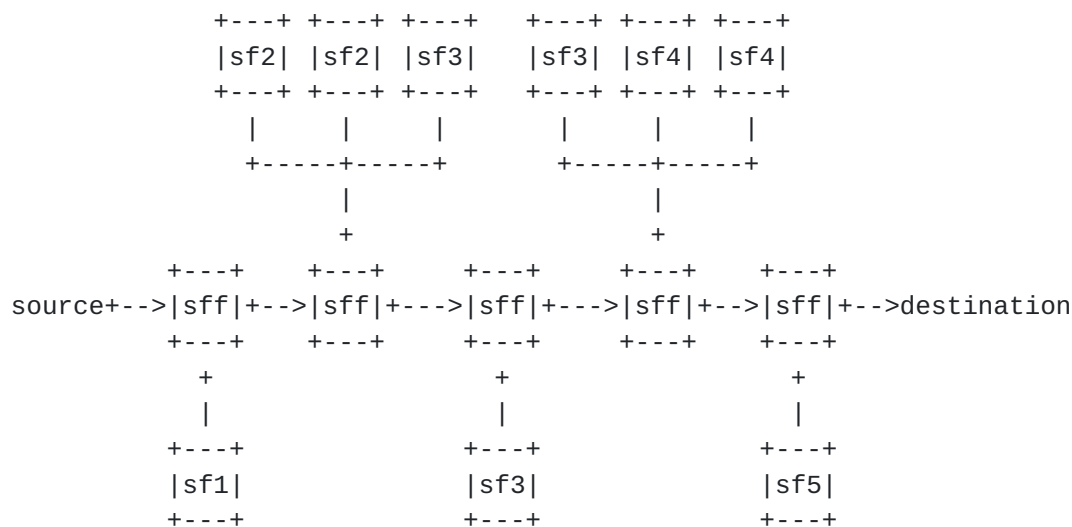 +---+ +---+ +---+   +---+ +---+ +---+
            |sf2| |sf2| |sf3|   |sf3| |sf4| |sf4|
            +---+ +---+ +---+   +---+ +---+ +---+
              |     |     |       |     |     |
              +-----+-----+       +-----+-----+
                    |                   |
                    +                   +
         +---+    +---+     +---+     +---+    +---+
source+-->|sff|+-->|sff|+--->|sff|+--->|sff|+-->|sff|+-->destination
         +---+    +---+     +---+     +---+    +---+
           +                  +                  +
           |                  |                  |
         +---+              +---+              +---+
         |sf1|              |sf3|              |sf5|
         +---+              +---+              +---+